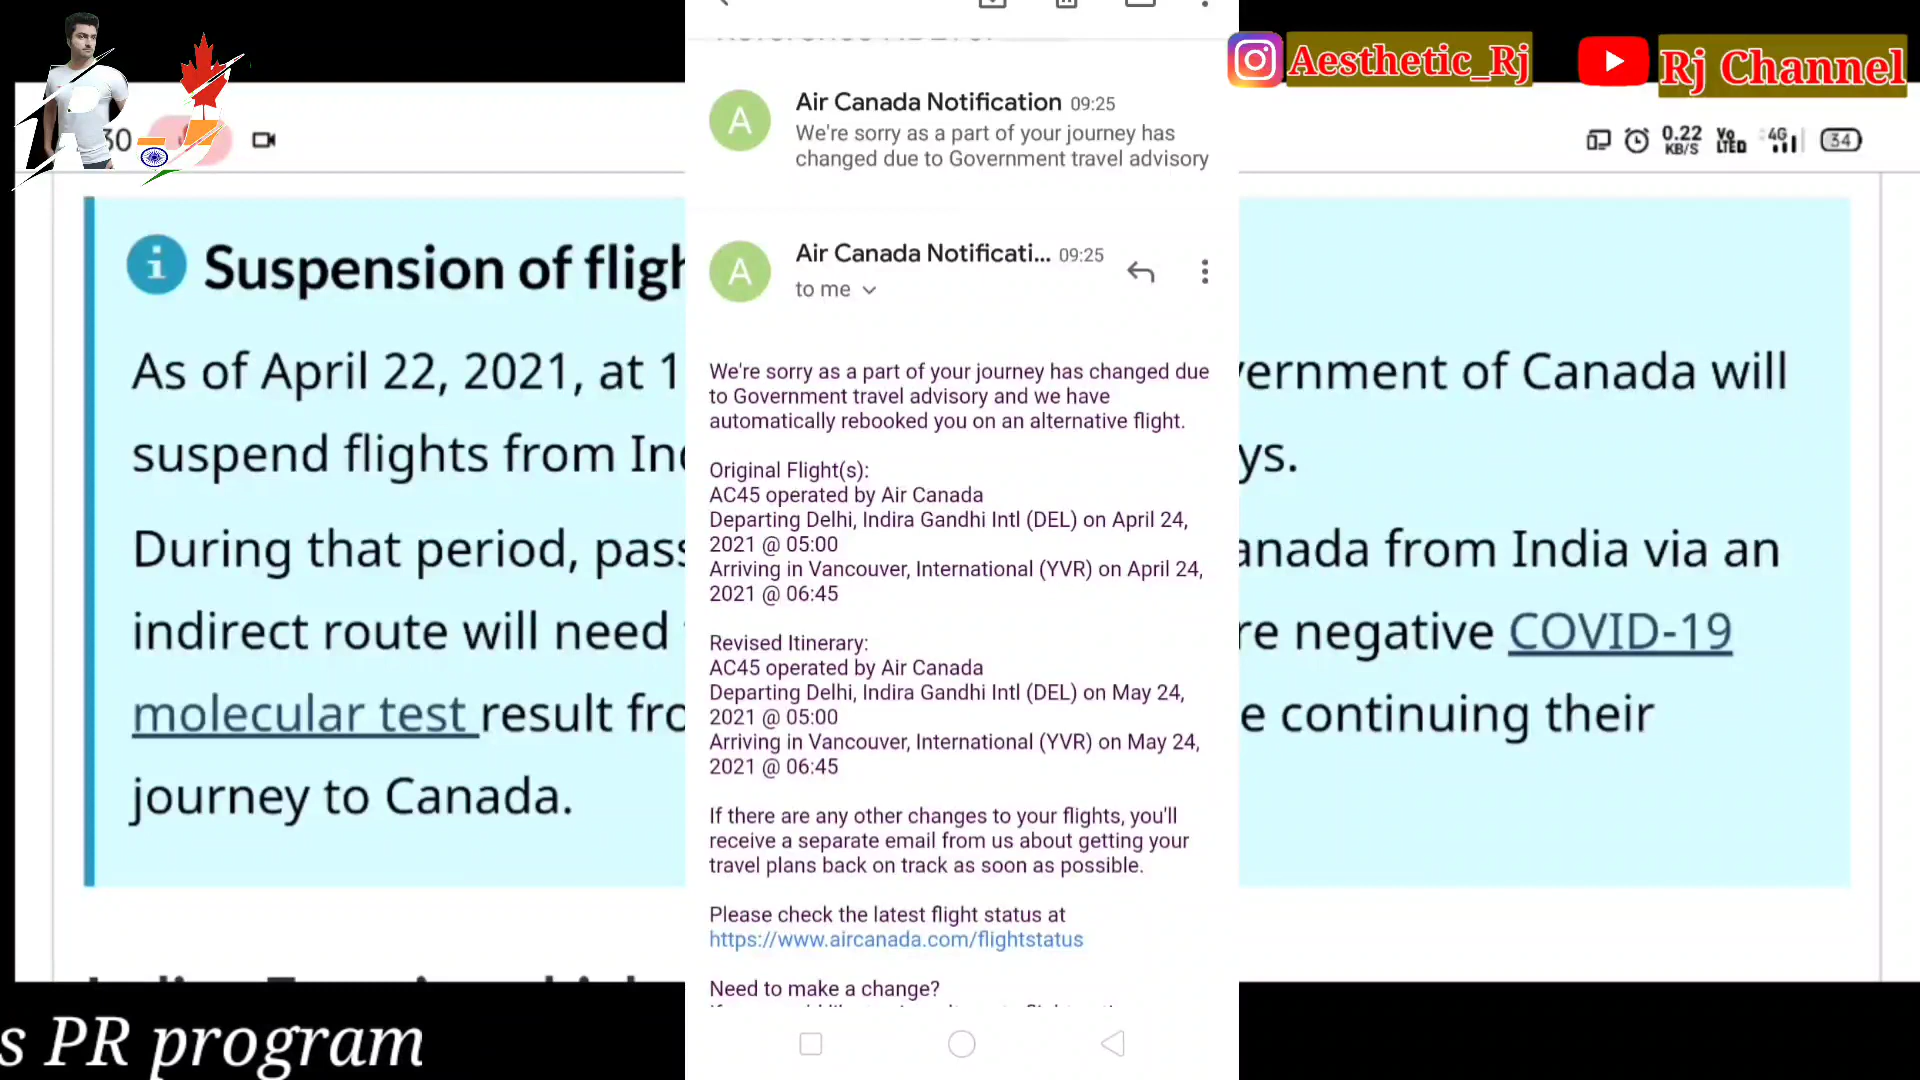 Aesthetic_Rj
Rj Channel
Air Canada Notification 09:25
We're sorry as a part of your journey has
changed due to Government travel advisory
30
0.22
KB/S
Vo
LTED
4G
34
Air Canada Notificati... 09:25
to me
Suspension of fligh
As of April 22, 2021, at 1
ernment of Canada will
suspend flights from In
ys.
During that period, pass
anada from India via an
indirect route will need
re negative COVID-19
molecular test result fro
e continuing their
journey to Canada.
We're sorry as a part of your journey has changed due
to Government travel advisory and we have
automatically rebooked you on an alternative flight.
Original Flight(s):
AC45 operated by Air Canada
Departing Delhi, Indira Gandhi Intl (DEL) on April 24,
2021 @ 05:00
Arriving in Vancouver, International (YVR) on April 24,
2021 @ 06:45
Revised Itinerary:
AC45 operated by Air Canada
Departing Delhi, Indira Gandhi Intl (DEL) on May 24,
2021 @ 05:00
Arriving in Vancouver, International (YVR) on May 24,
2021 @ 06:45
If there are any other changes to your flights, you'll
receive a separate email from us about getting your
travel plans back on track as soon as possible.
Please check the latest flight status at
https://www.aircanada.com/flightstatus
Need to make a change?
s PR program